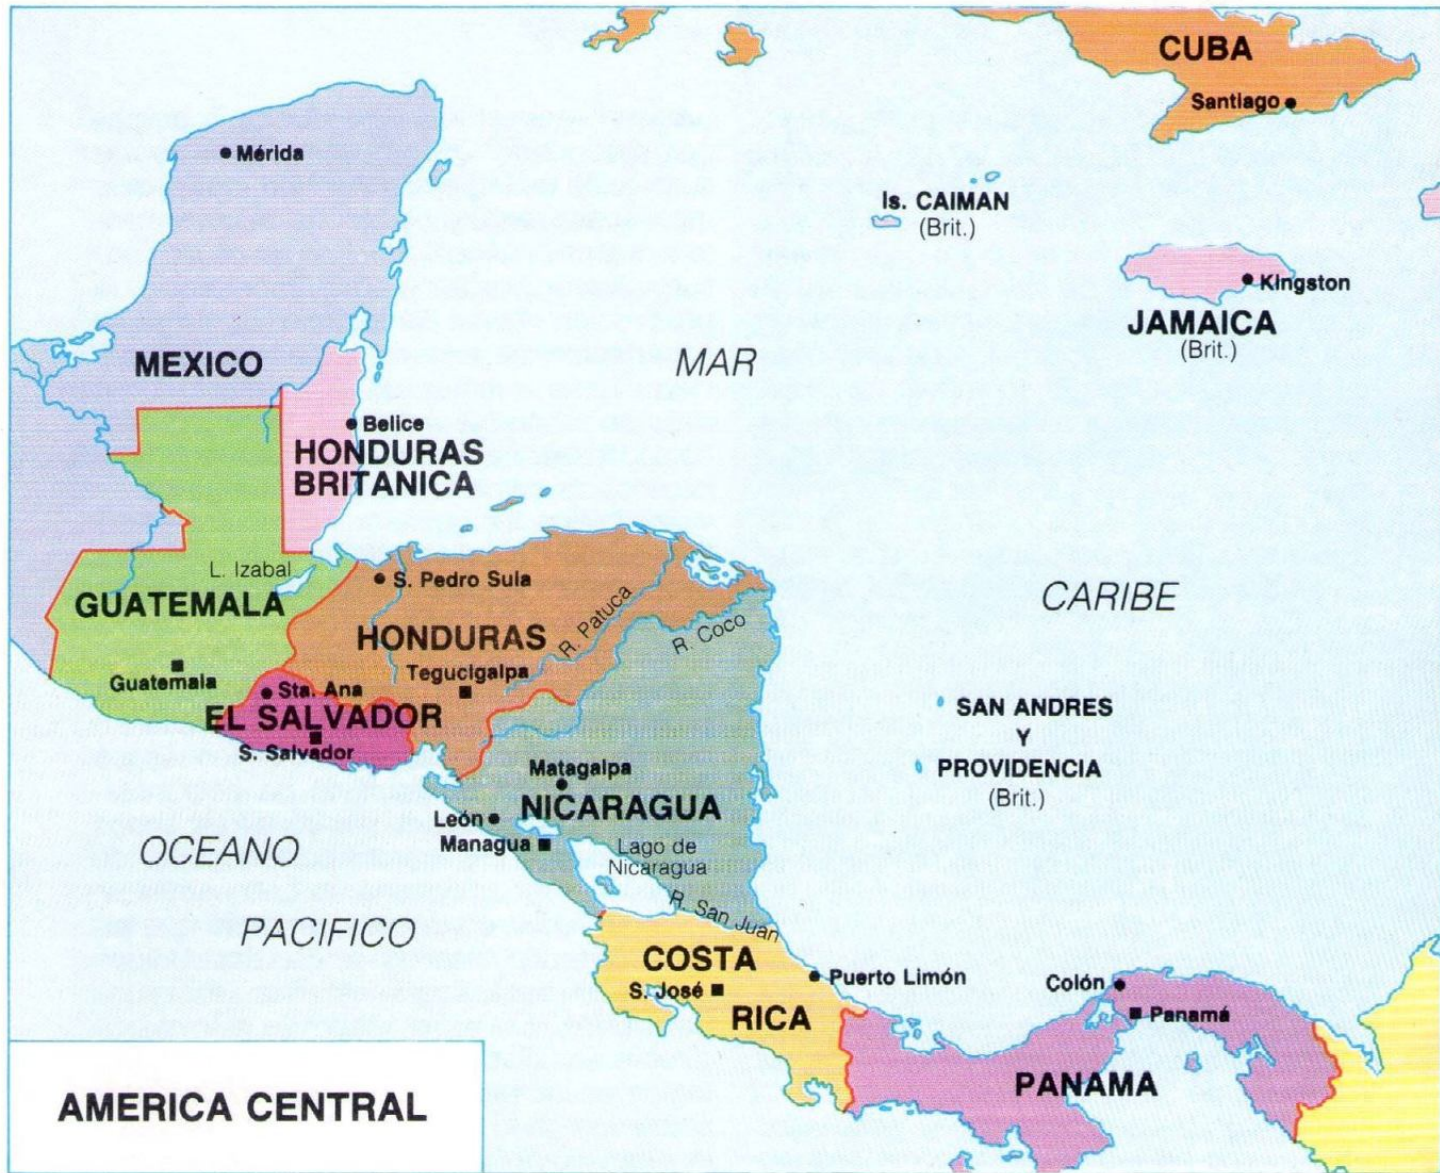 CUBA
Santiago
Mérida
Is. CAIMAN
(Brit.)
Kingston
JAMAICA
(Brit.)
MEXICO
MAR
Belice
HONDURAS
BRITANICA
L. Izabal
S. Pedro Sula
GUATEMALA
CARIBE
HONDURAS
R. Patuca
R. Coco
Guatemala
Tegucigalpa
Sta. Ana
EL SALVADOR
S. Salvador
SAN ANDRES
Y
PROVIDENCIA
(Brit.)
Matagalpa
NICARAGUA
León
Managua
Lago de
Nicaragua
OCEANO
PACIFICO
R. San Juan
COSTA
RICA
S. José
Puerto Limón
Colón
Panamá
PANAMA
AMERICA CENTRAL